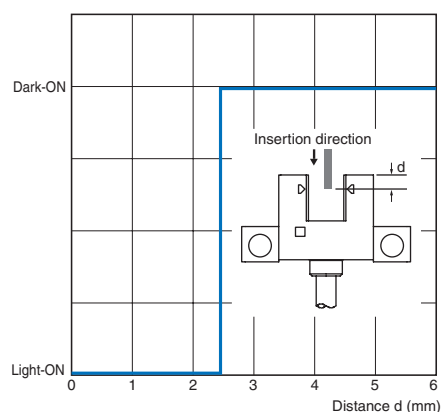 Dark-ON
Insertion direction
d
Light-ON
0 1 2 3 4 5 6
Distance d (mm)